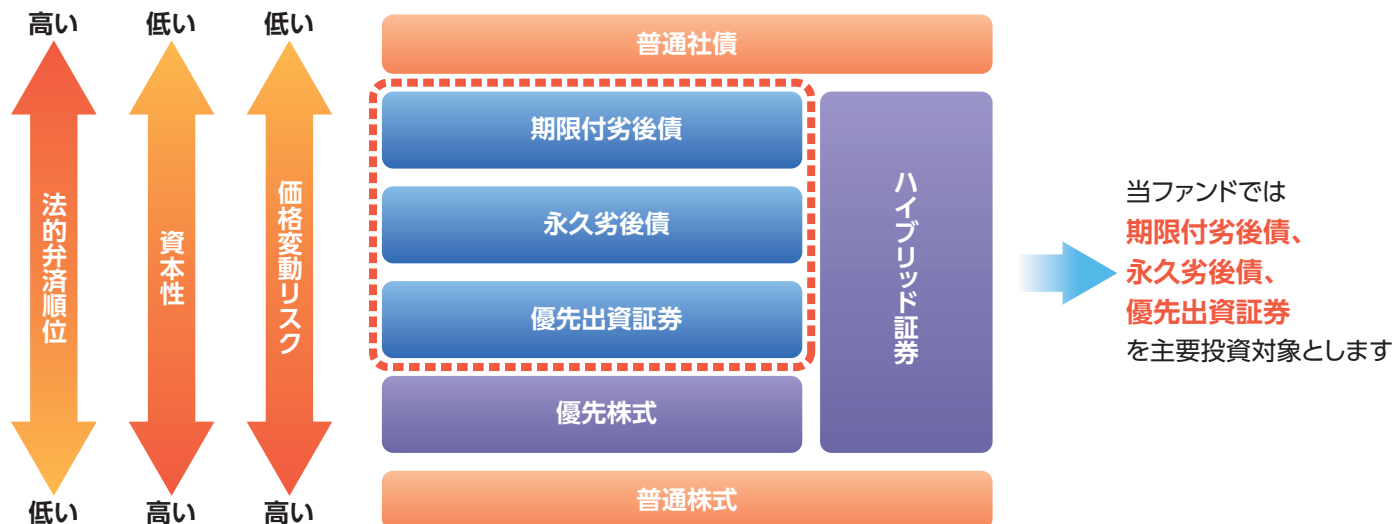 高い
低い
低い
法的弁済順位
資本性
価格変動リスク
低い
高い
高い
普通社債
期限付劣後債
永久劣後債
優先出資証券
優先株式
普通株式
ハイブリッド証券
当ファンドでは
期限付劣後債、
永久劣後債、
優先出資証券
を主要投資対象とします